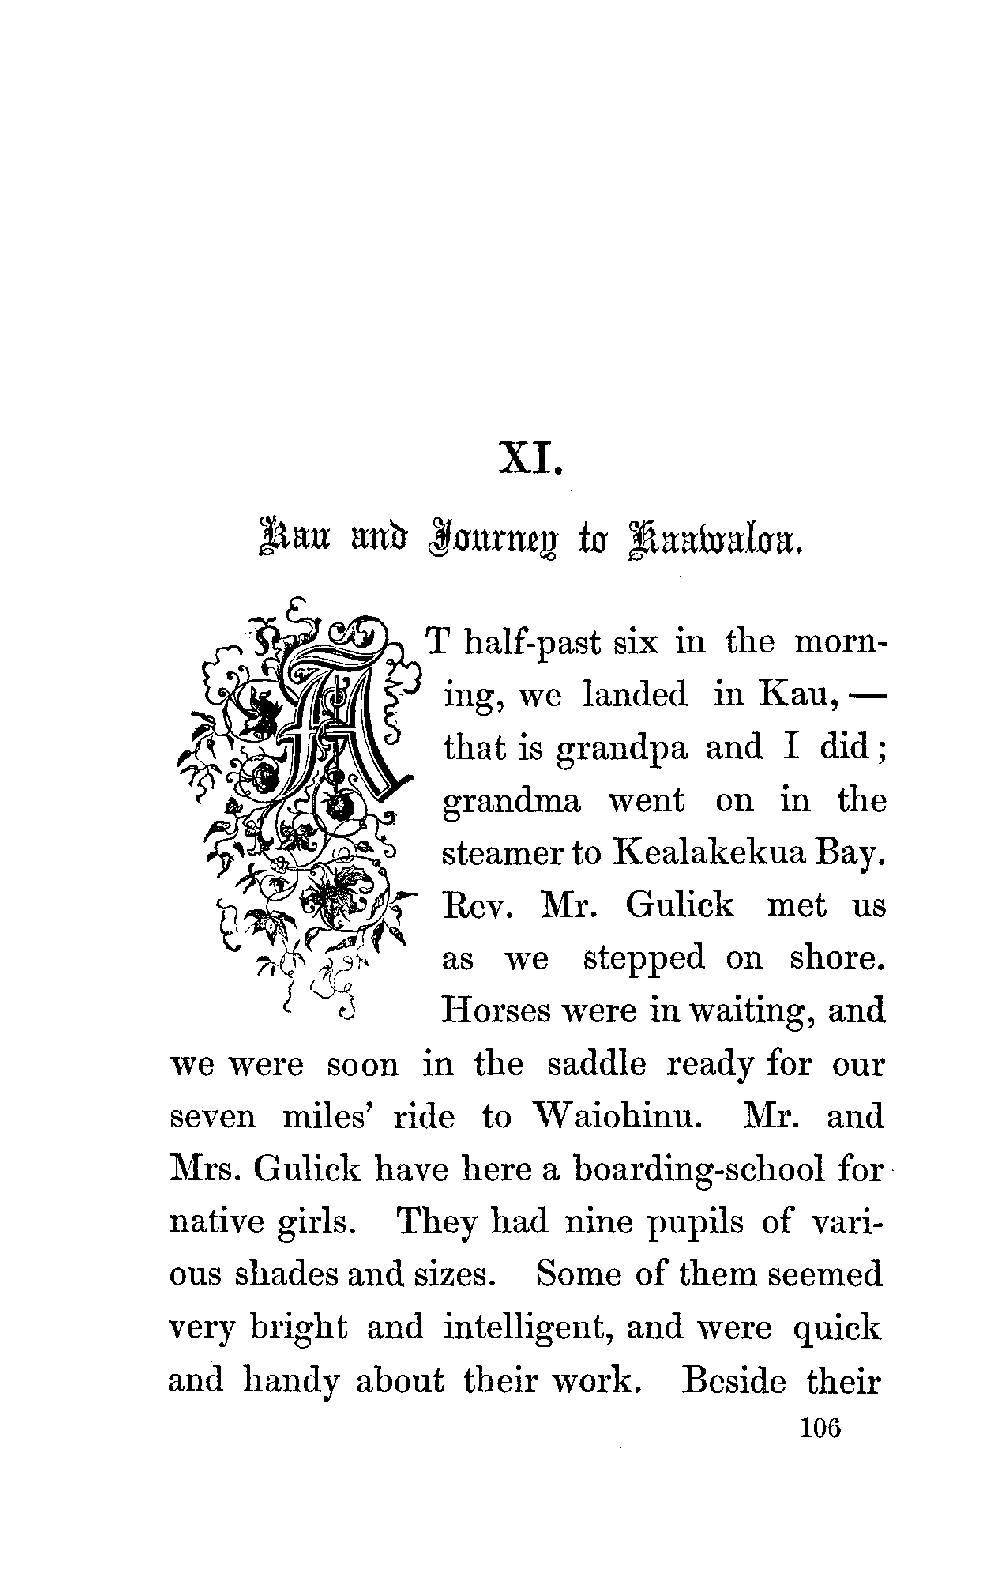 XI.
Kau and Journey to Kaawaloa.
AT half-past six in the morn-
ing, we landed in Kau, —
that is grandpa and I did;
grandma went on in the
steamer to Kealakekua Bay.
Rev. Mr. Gulick met us
as we stepped on shore.
Horses were in waiting, and
we were soon in the saddle ready for our
seven miles' ride to Waiohinu. Mr. and
Mrs. Gulick have here a boarding-school for
native girls. They had nine pupils of vari-
ous shades and sizes. Some of them seemed
very bright and intelligent, and were quick
and handy about their work. Beside their
106